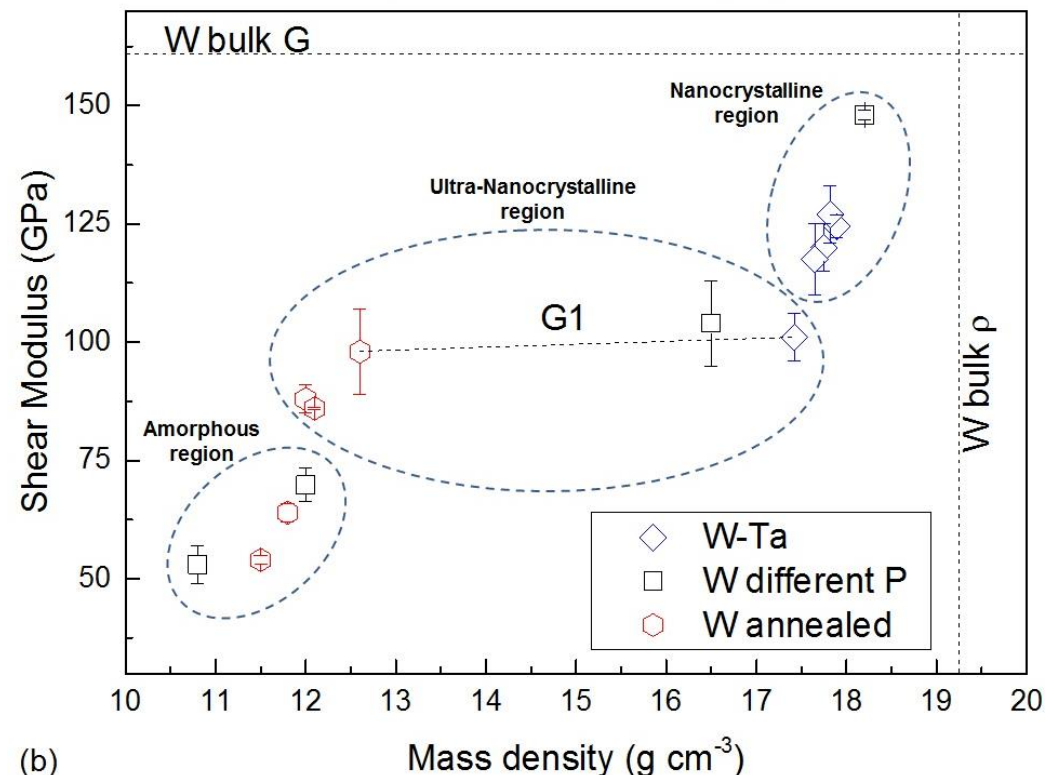 W bulk G
Nanocrystalline
region
Ultra-Nanocrystalline
region
G1
Amorphous
region
W bulk ρ
W-Ta
W different P
W annealed
Shear Modulus (GPa)
150
125
100
75
50
10 11 12 13 14 15 16 17 18 19 20
Mass density (g cm⁻³)
(b)